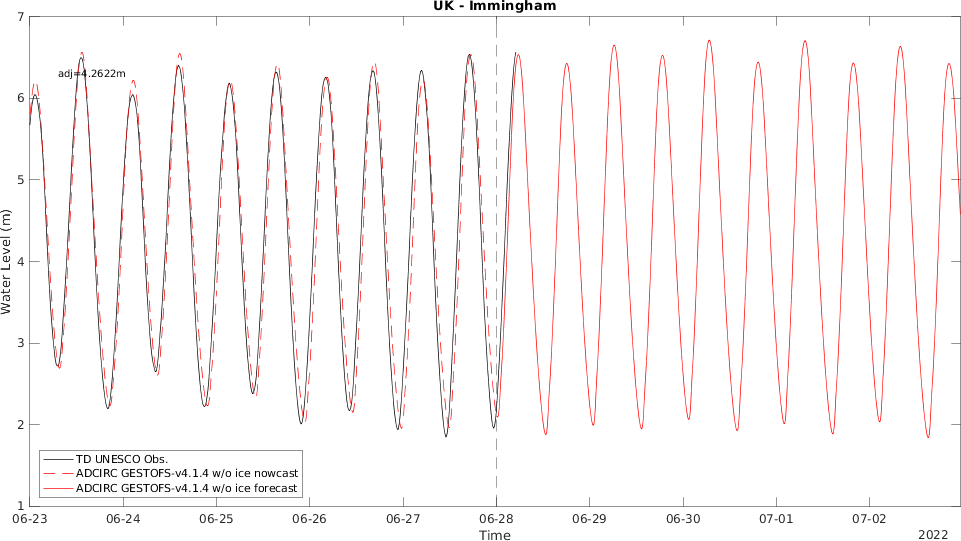 UK - Immingham
7
adj=4.2622m
6
5
4
3
2
1
Water Level (m)
TD UNESCO Obs.
ADCIRC GESTOFS-v4.1.4 w/o ice nowcast
ADCIRC GESTOFS-v4.1.4 w/o ice forecast
06-23 06-24 06-25 06-26 06-27 06-28 06-29 06-30 07-01 07-02
Time
2022